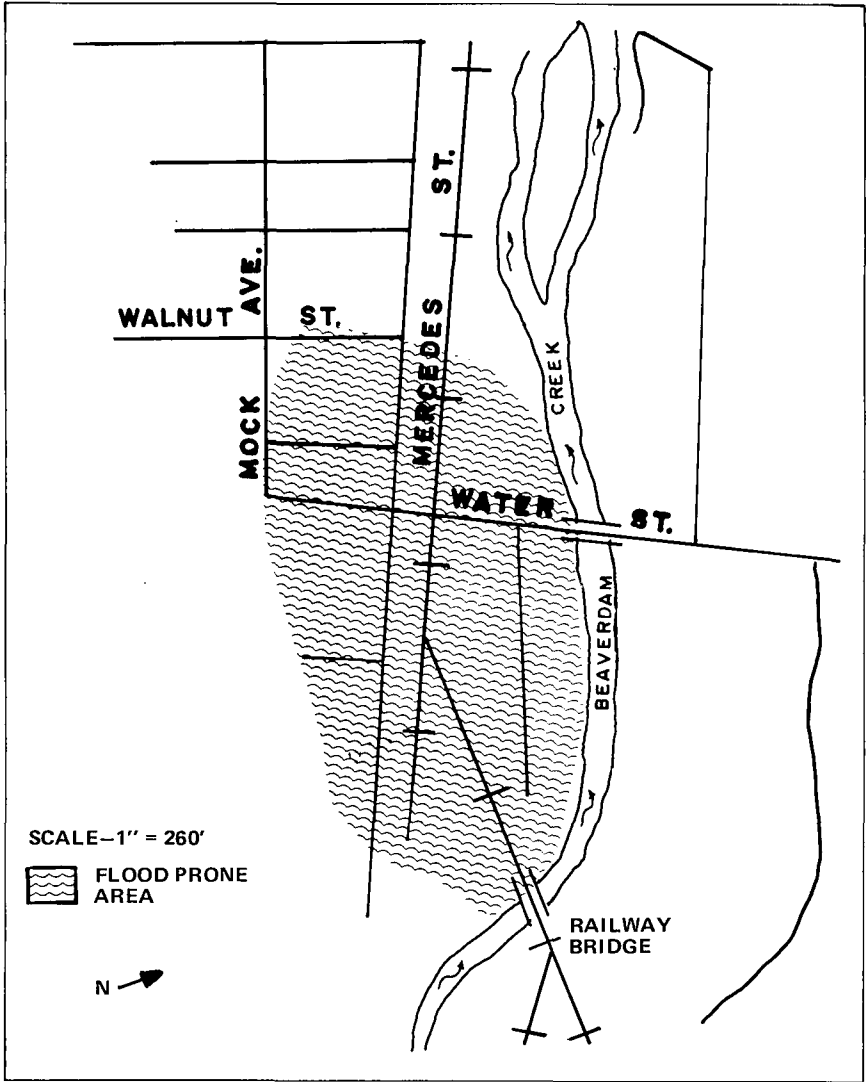 WALNUT ST.
MOCK AVE.
MERCEDES ST.
WATER ST.
BEAVERDAM CREEK
SCALE–1" = 260'
FLOOD PRONE
AREA
RAILWAY
BRIDGE
N